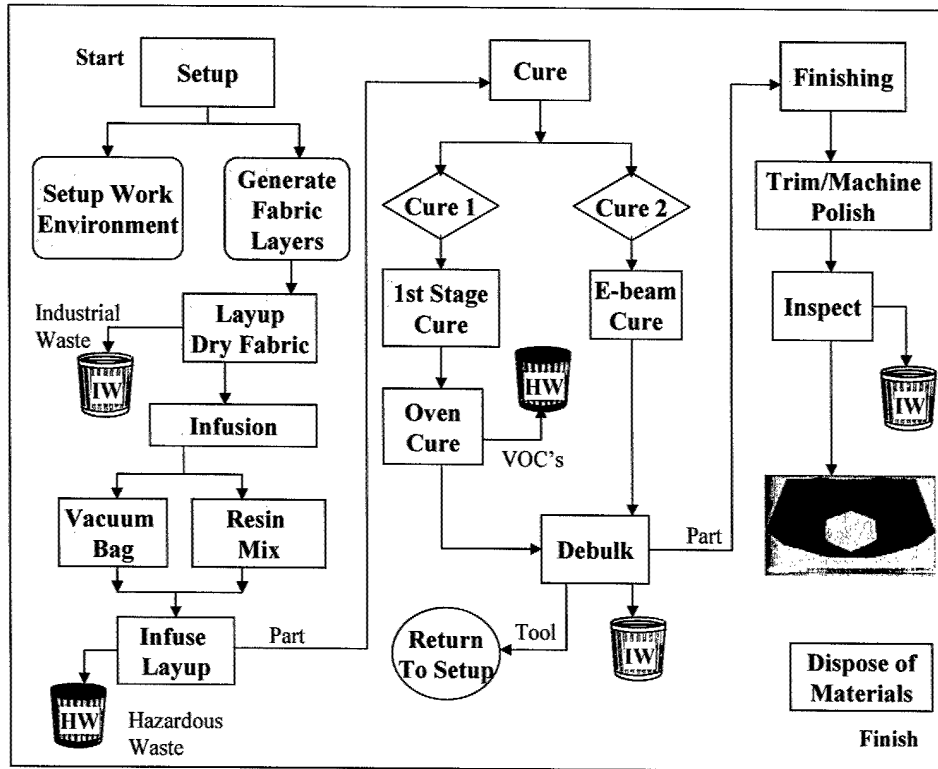 Start
Setup
Setup Work
Environment
Generate
Fabric
Layers
Industrial
Waste
IW
Layup
Dry Fabric
Infusion
Vacuum
Bag
Resin
Mix
Infuse
Layup
Part
HW
Hazardous
Waste
Cure
Cure 1
Cure 2
1st Stage
Cure
E-beam
Cure
HW
Oven
Cure
VOC's
Debulk
Part
Tool
Return
To Setup
IW
Finishing
Trim/Machine
Polish
Inspect
IW
Dispose of
Materials
Finish